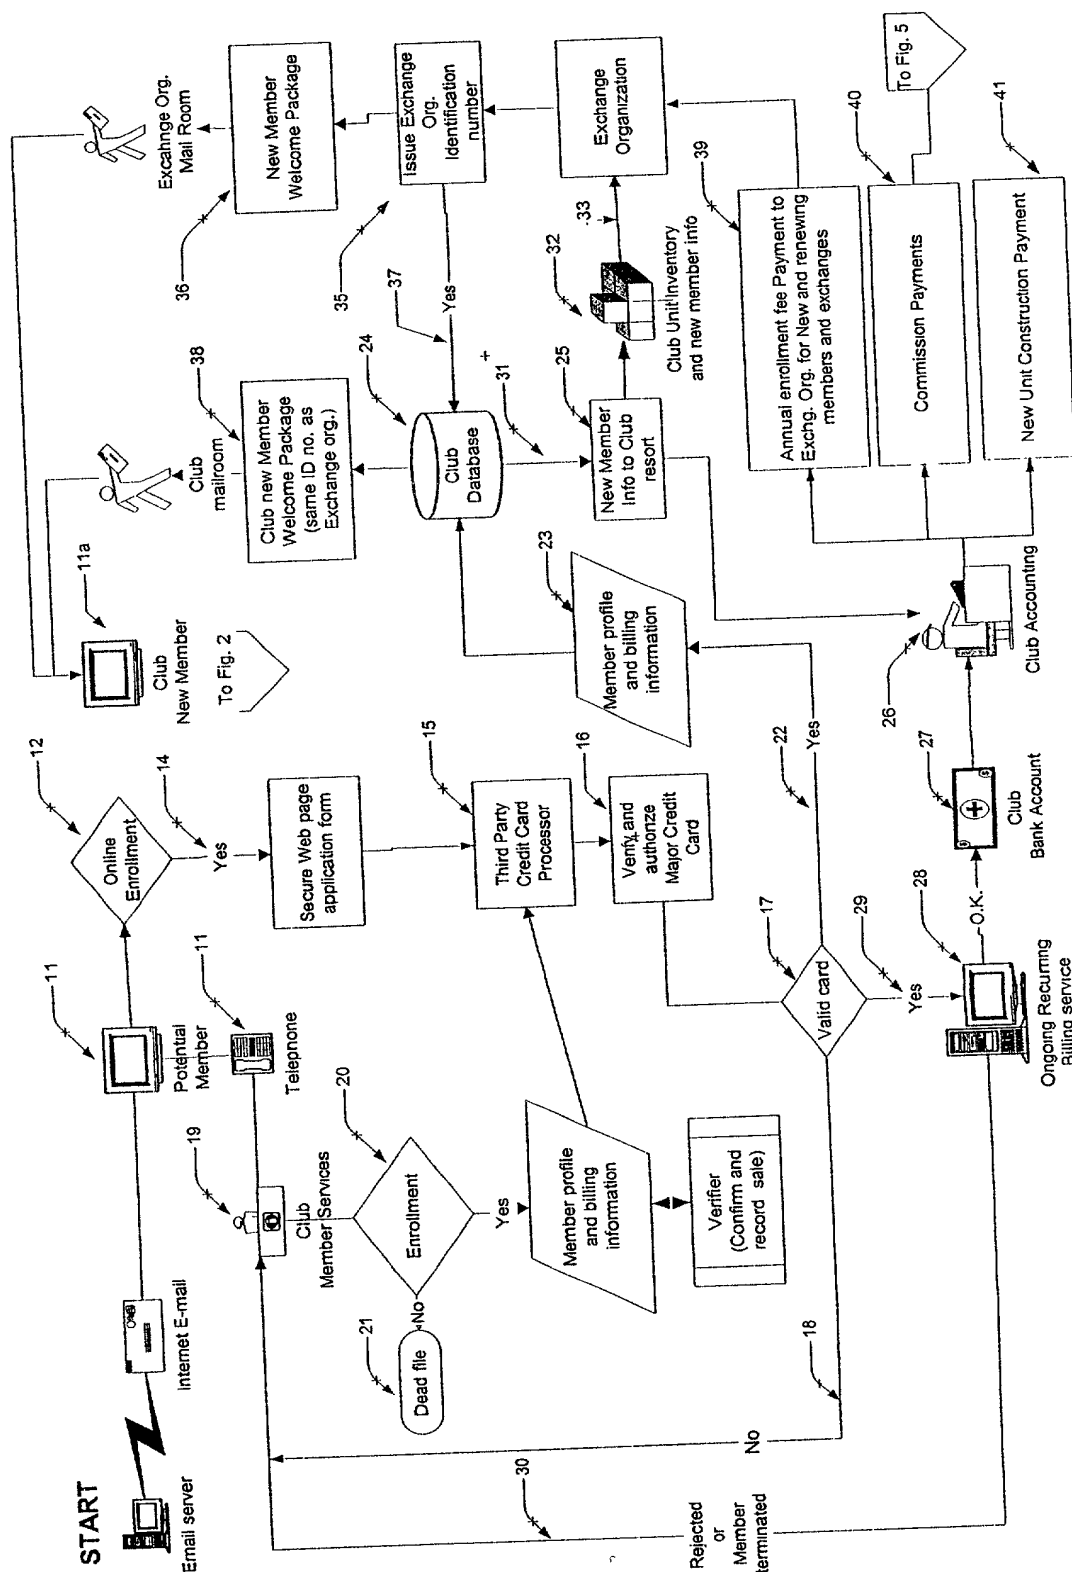 START
Email server
Internet E-mail
11
Potential
Member
11
Telephone
12
Online
Enrollment
14
Yes
Secure Web page
application form
15
Third Party
Credit Card
Processor
16
Verify and
authorize
Major Credit
Card
19
Club
Member Services
20
Enrollment
No
21
Dead file
Yes
Member profile
and billing
information
Verifier
(Confirm and
record sale)
17
Valid card
18
No
22
Yes
29
Yes
28
Ongoing Recurring
Billing service
30
Rejected
or
Member
terminated
O.K.
27
Club
Bank Account
26
Club Accounting
23
Member profile
and billing
information
24
Club
Database
31
25
New Member
Info to Club
resort
32
Club Unit Inventory
and new member info
33
Exchange
Organization
35
Issue Exchange
Org.
Identification
number
Yes
37
36
New Member
Welcome Package
Excahnge Org.
Mail Room
38
Club new Member
Welcome Package
(same ID no. as
Exchange org.)
Club
mailroom
11a
Club
New Member
To Fig. 2
39
Annual enrollment fee Payment to
Exchg. Org. for New and renewing
members and exchanges
40
Commission Payments
To Fig. 5
41
New Unit Construction Payment